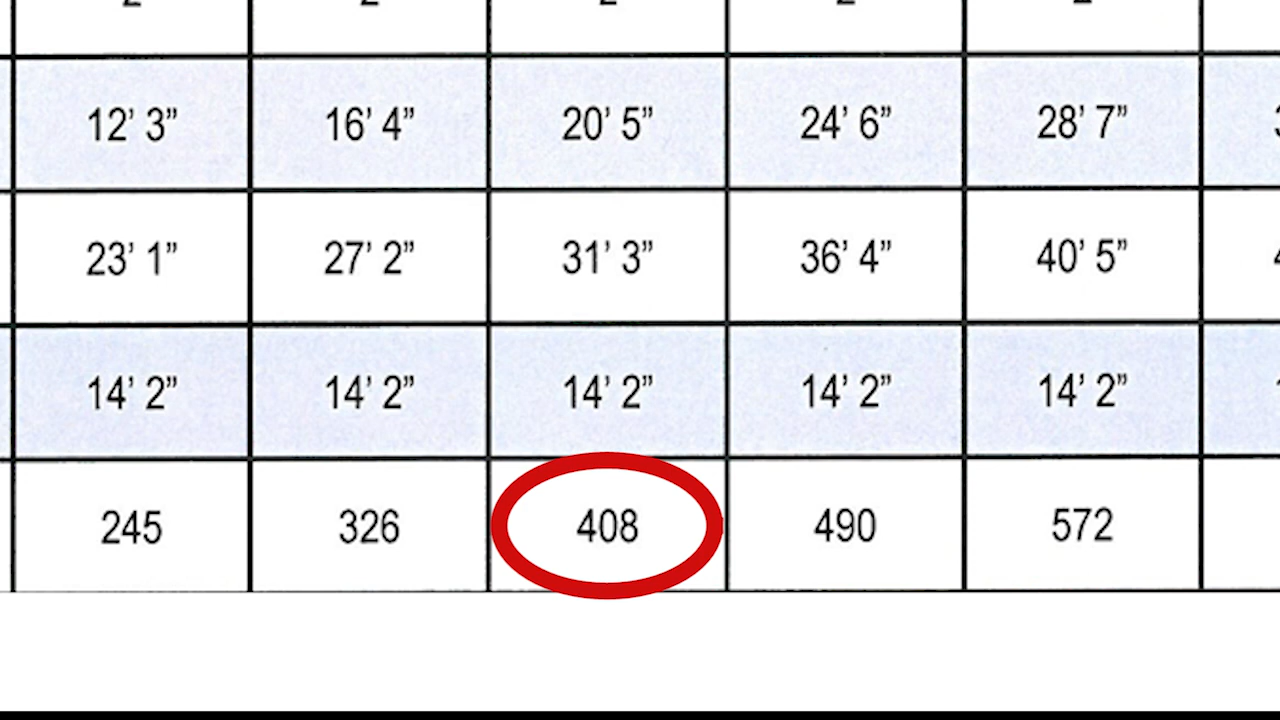 12’ 3” 16’ 4” 20’ 5” 24’ 6” 28’ 7”
23’ 1” 27’ 2” 31’ 3” 36’ 4” 40’ 5”
14’ 2” 14’ 2” 14’ 2” 14’ 2” 14’ 2”
245 326 408 490 572